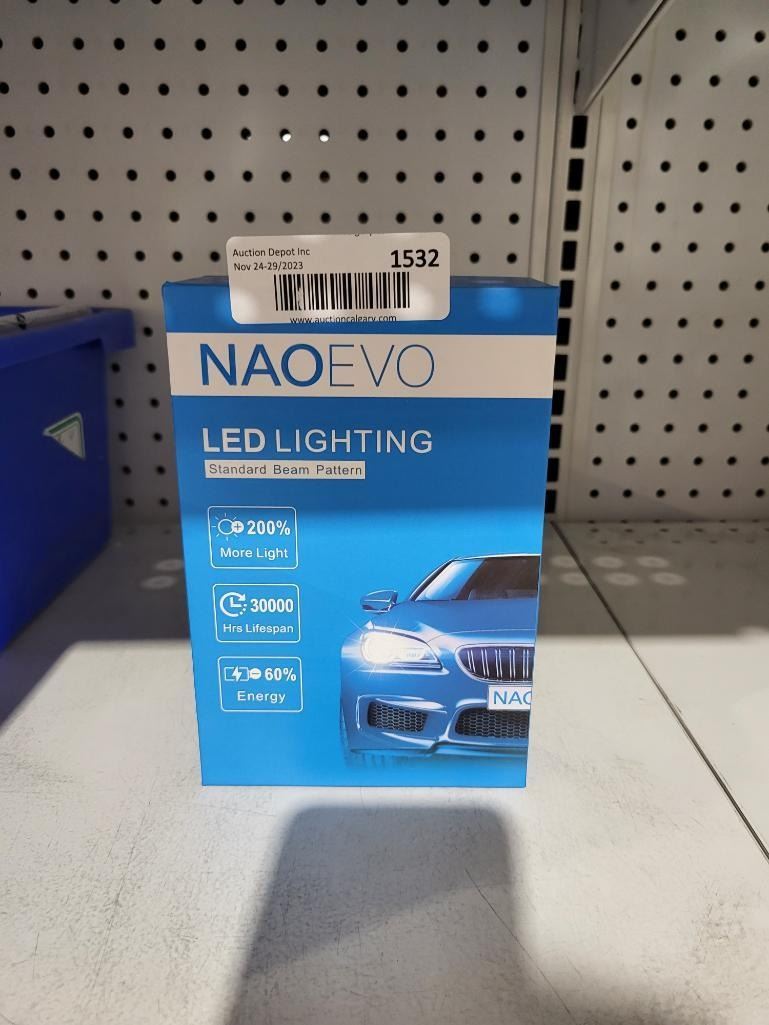 Auction Depot Inc
Nov 24-29/2023
1532
www.auctioncalgary.com
NAOEVO
LED LIGHTING
Standard Beam Pattern
200%
More Light
30000
Hrs Lifespan
60%
Energy
NAO